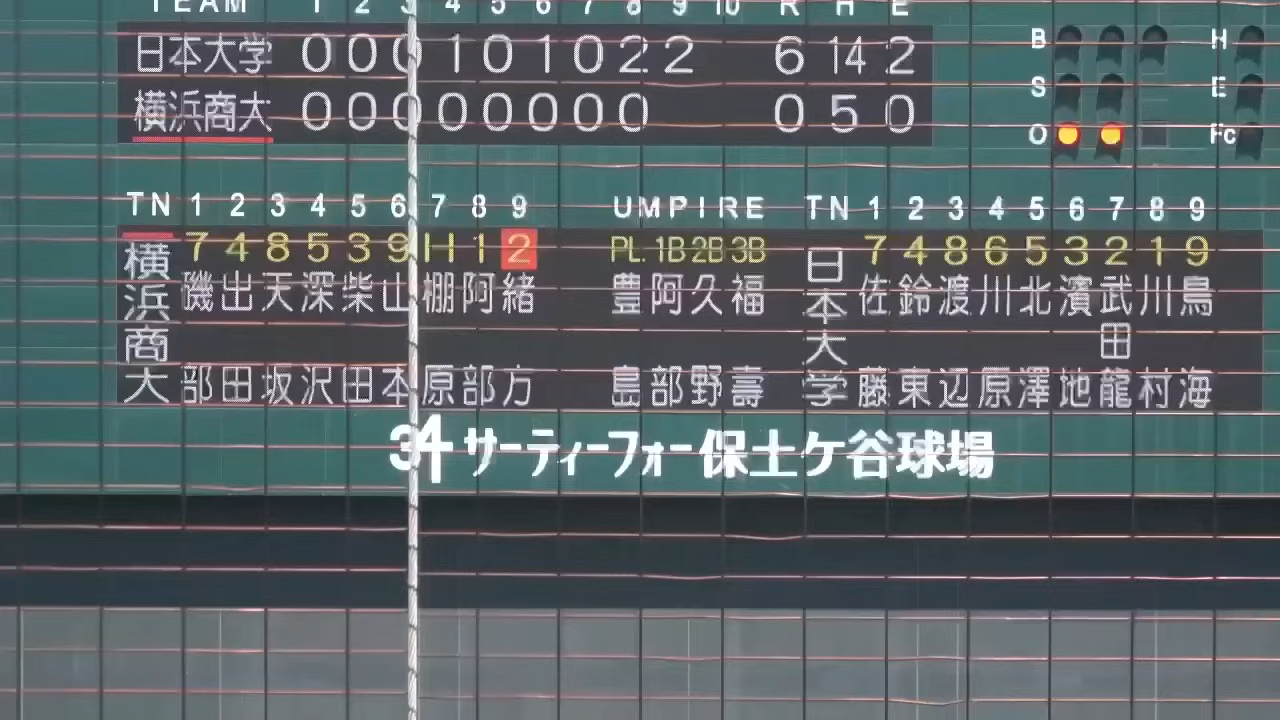 TEAM 1 2 3 4 5 6 7 8 9 10 R H E
日本大学 0 0 0 1 0 1 0 2 2 6 14 2
横浜商大 0 0 0 0 0 0 0 0 0 5 0
B H
S E
O Fc
TN 1 2 3 4 5 6 7 8 9
横浜商大 7 4 8 5 3 9 H 1 2
磯部 出田 天坂 深沢 柴田 山本 棚原 阿部 緒方
UMPIRE
PL. 1B 2B 3B
豊島 阿部 久野 福壽
TN 1 2 3 4 5 6 7 8 9
日本大学 7 4 8 6 5 3 2 1 9
佐藤 鈴東 渡辺 川原 北澤 濱地 武田龍 川村 鳥海
34 サーティーフォー保土ケ谷球場